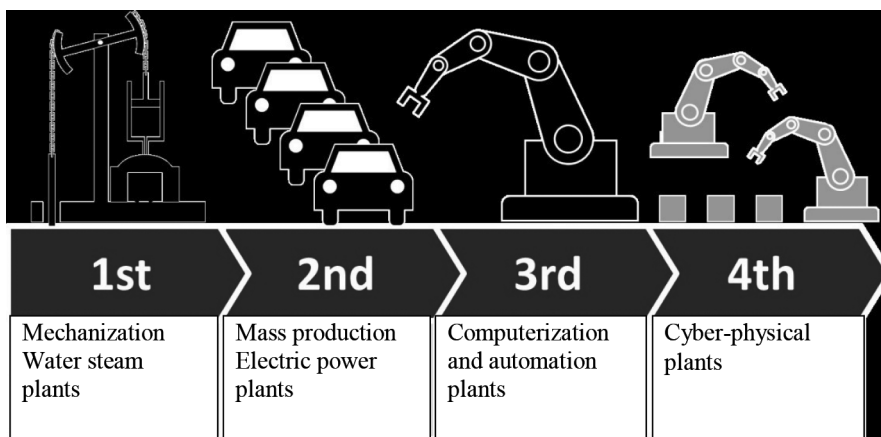 1st
2nd
3rd
4th
Mechanization
Water steam
plants
Mass production
Electric power
plants
Computerization
and automation
plants
Cyber-physical
plants